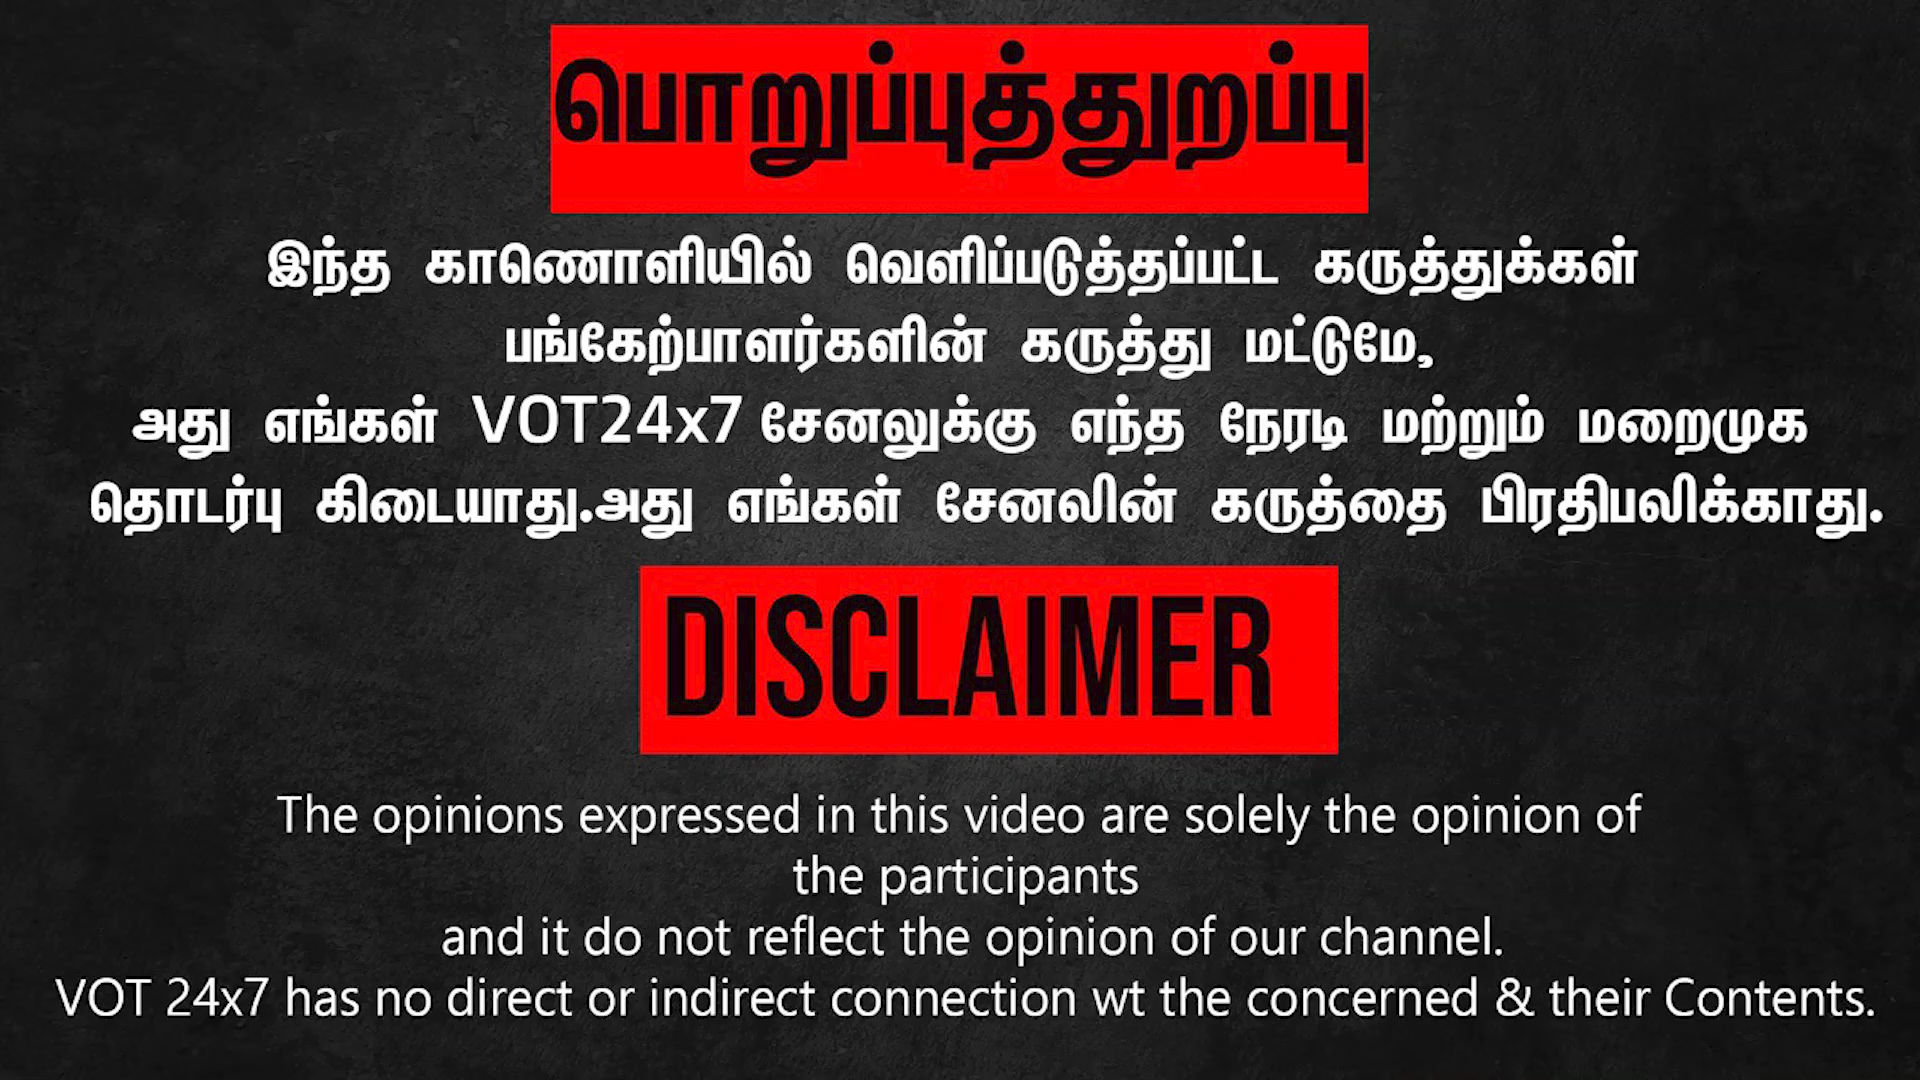 பொறுப்புத்துறப்பு
இந்த காணொளியில் வெளிப்படுத்தப்பட்ட கருத்துக்கள்
பங்கேற்பாளர்களின் கருத்து மட்டுமே,
அது எங்கள் VOT24x7 சேனலுக்கு எந்த நேரடி மற்றும் மறைமுக
தொடர்பு கிடையாது.அது எங்கள் சேனலின் கருத்தை பிரதிபலிக்காது.
DISCLAIMER
The opinions expressed in this video are solely the opinion of
the participants
and it do not reflect the opinion of our channel.
VOT 24x7 has no direct or indirect connection wt the concerned & their Contents.